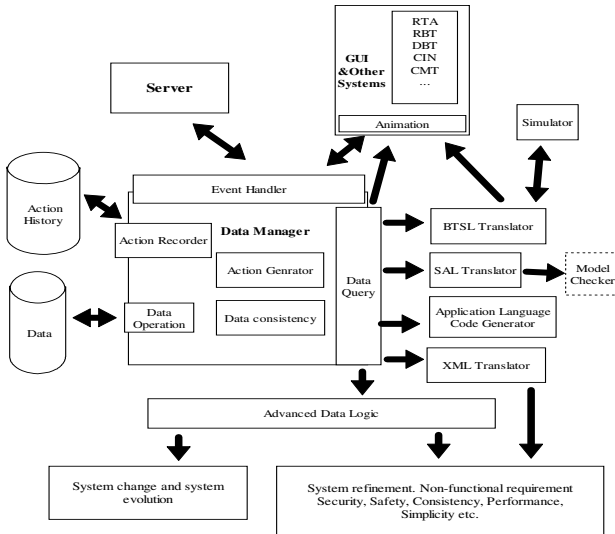 RTA
RBT
DBT
CIN
CMT
...
GUI
&Other
Systems
Animation
Server
Simulator
Event Handler
Action
History
Action Recorder
Data Manager
BTSL Translator
Action Genrator
Data
Query
SAL Translator
Model
Checker
Data
Data
Operation
Data consistency
Application Language
Code Generator
XML Translator
Advanced Data Logic
System change and system
evolution
System refinement. Non-functional requirement
Security, Safety, Consistency, Performance,
Simplicity etc.